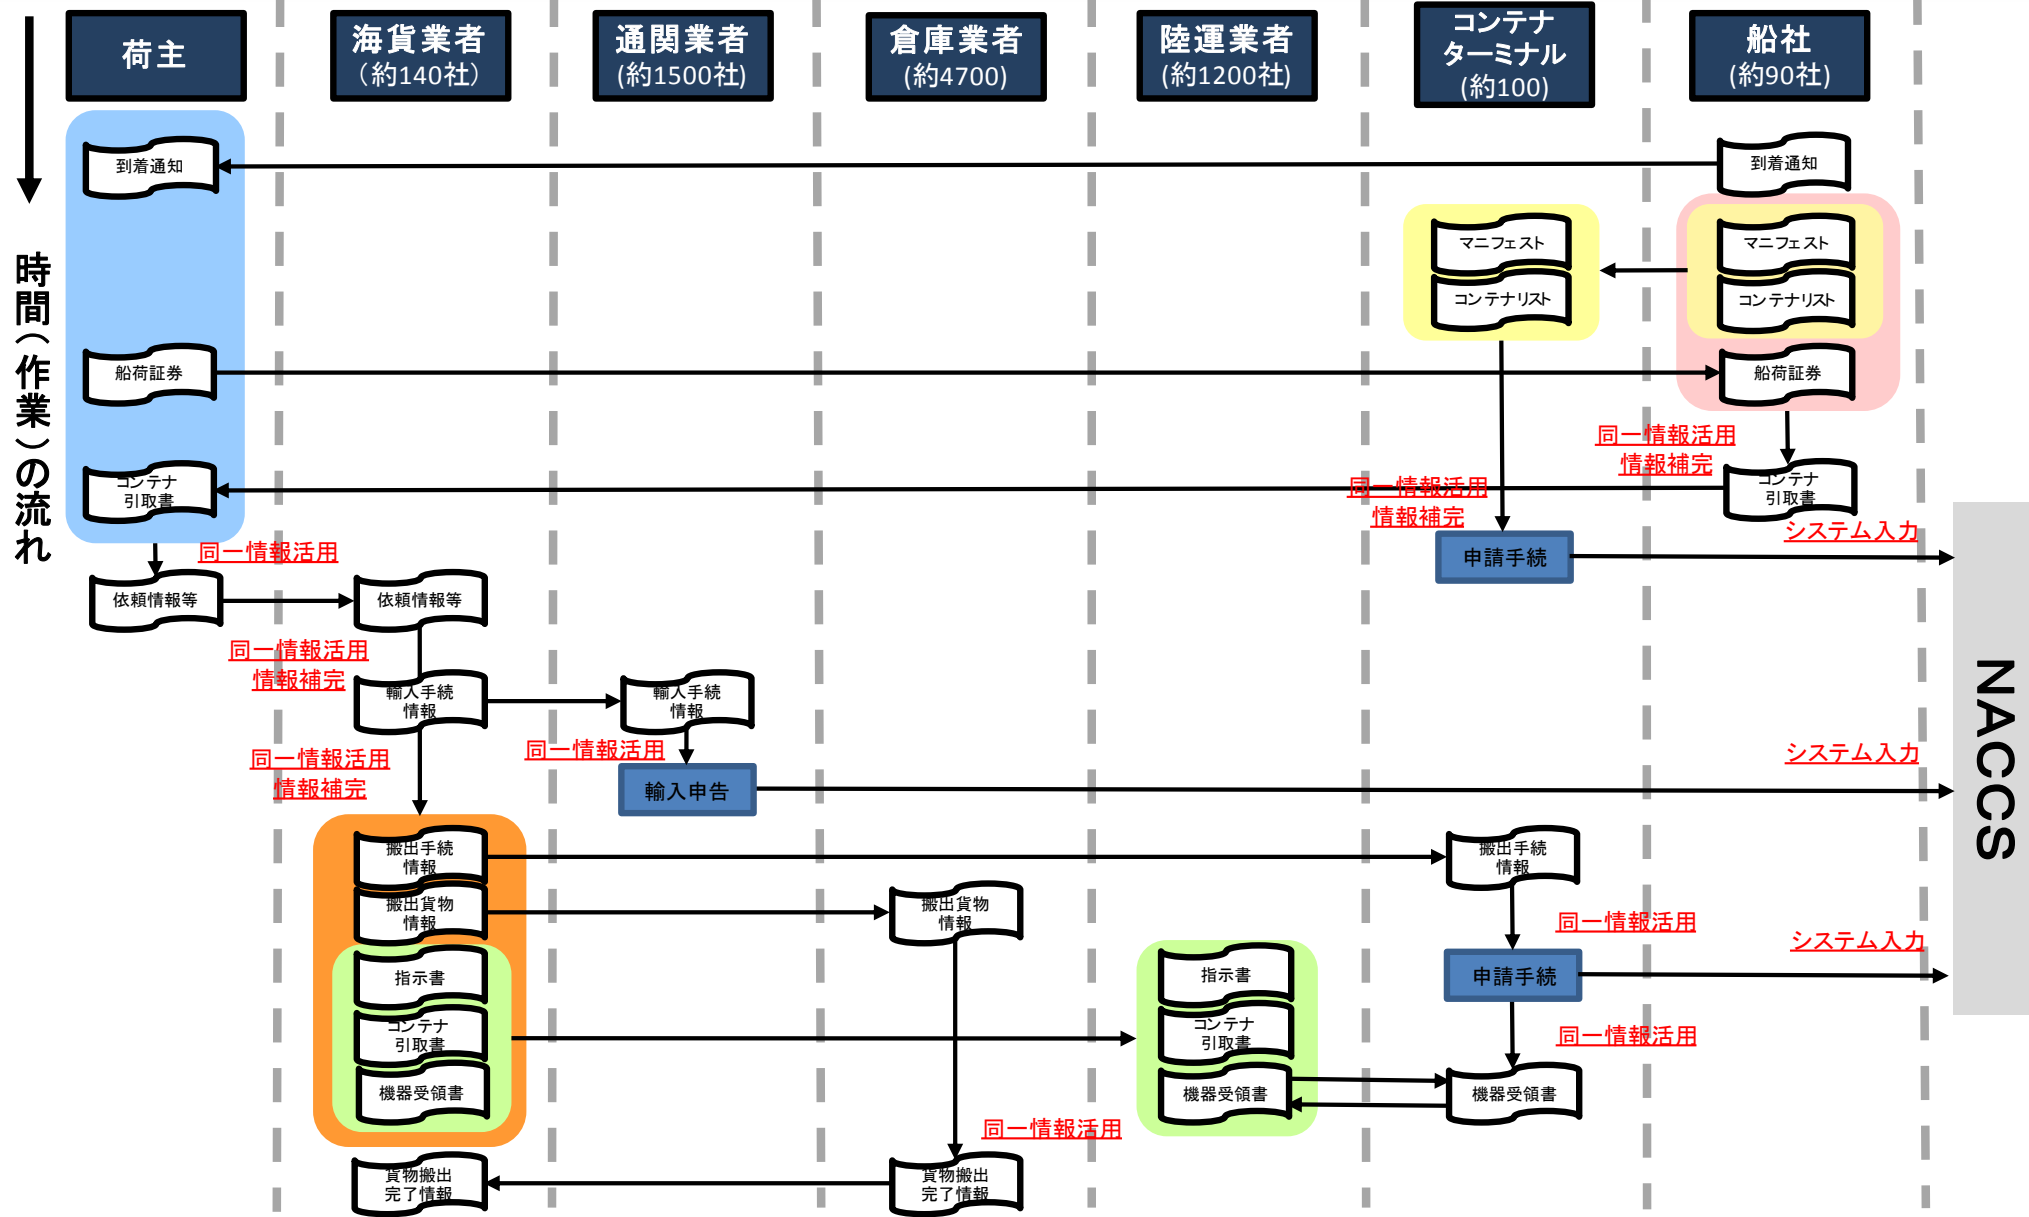 荷主
海貨業者
（約140社）
通関業者
(約1500社)
倉庫業者
(約4700)
陸運業者
(約1200社)
コンテナ
ターミナル
(約100)
船社
(約90社)
時間（作業）の流れ
到着通知
到着通知
マニフェスト
マニフェスト
コンテナリスト
コンテナリスト
船荷証券
船荷証券
同一情報活用
情報補完
コンテナ
引取書
同一情報活用
情報補完
コンテナ
引取書
システム入力
同一情報活用
申請手続
依頼情報等
依頼情報等
同一情報活用
情報補完
輸入手続
情報
輸入手続
情報
NACCS
同一情報活用
情報補完
同一情報活用
システム入力
輸入申告
搬出手続
情報
搬出手続
情報
搬出貨物
情報
搬出貨物
情報
同一情報活用
システム入力
指示書
指示書
申請手続
コンテナ
引取書
コンテナ
引取書
同一情報活用
機器受領書
機器受領書
機器受領書
同一情報活用
貨物搬出
完了情報
貨物搬出
完了情報